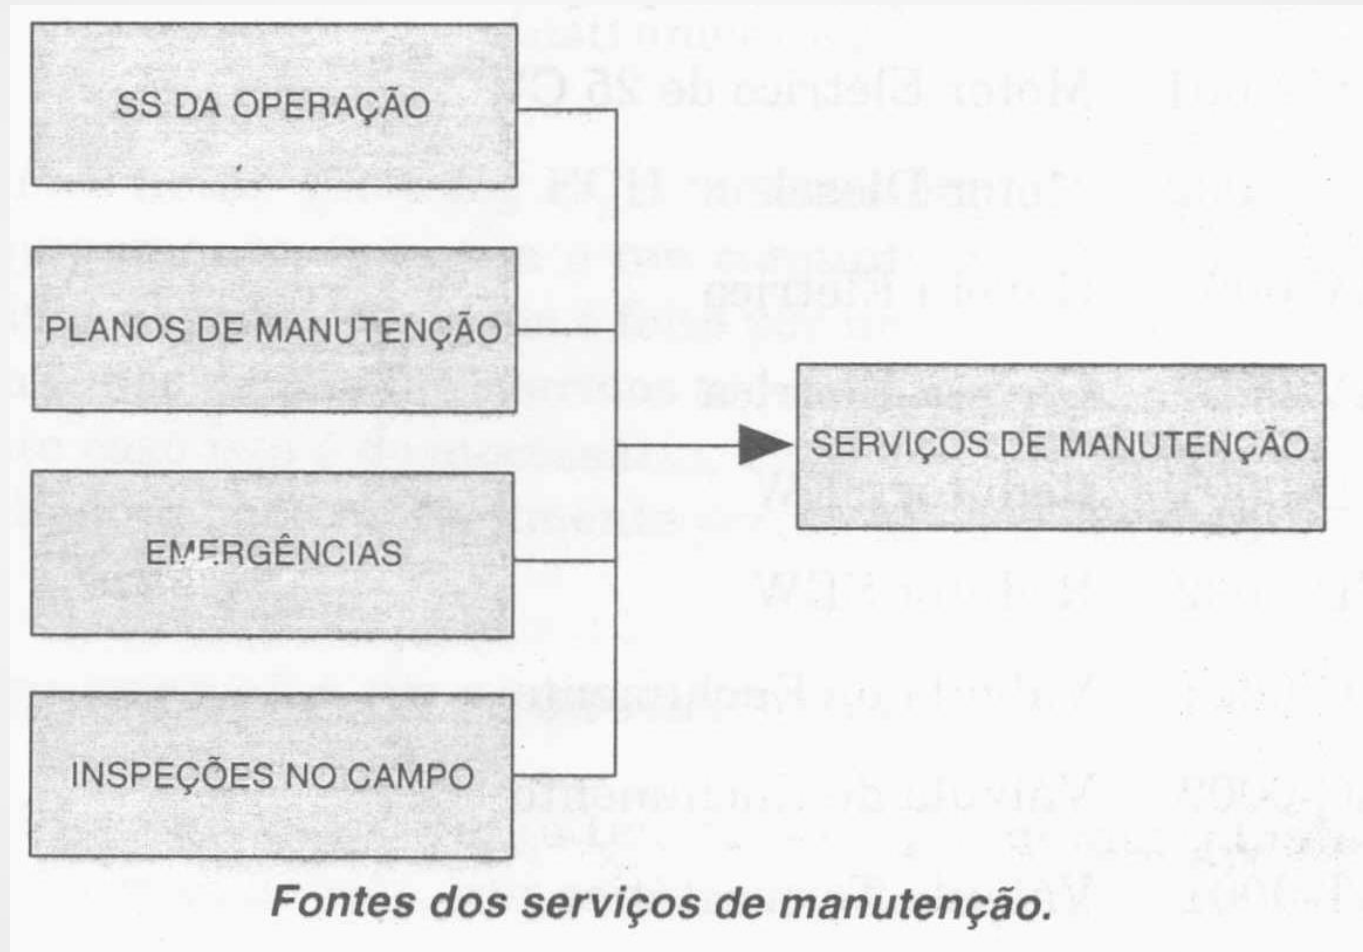 SS DA OPERAÇÃO
PLANOS DE MANUTENÇÃO
EMERGÊNCIAS
INSPEÇÕES NO CAMPO
SERVIÇOS DE MANUTENÇÃO
Fontes dos serviços de manutenção.